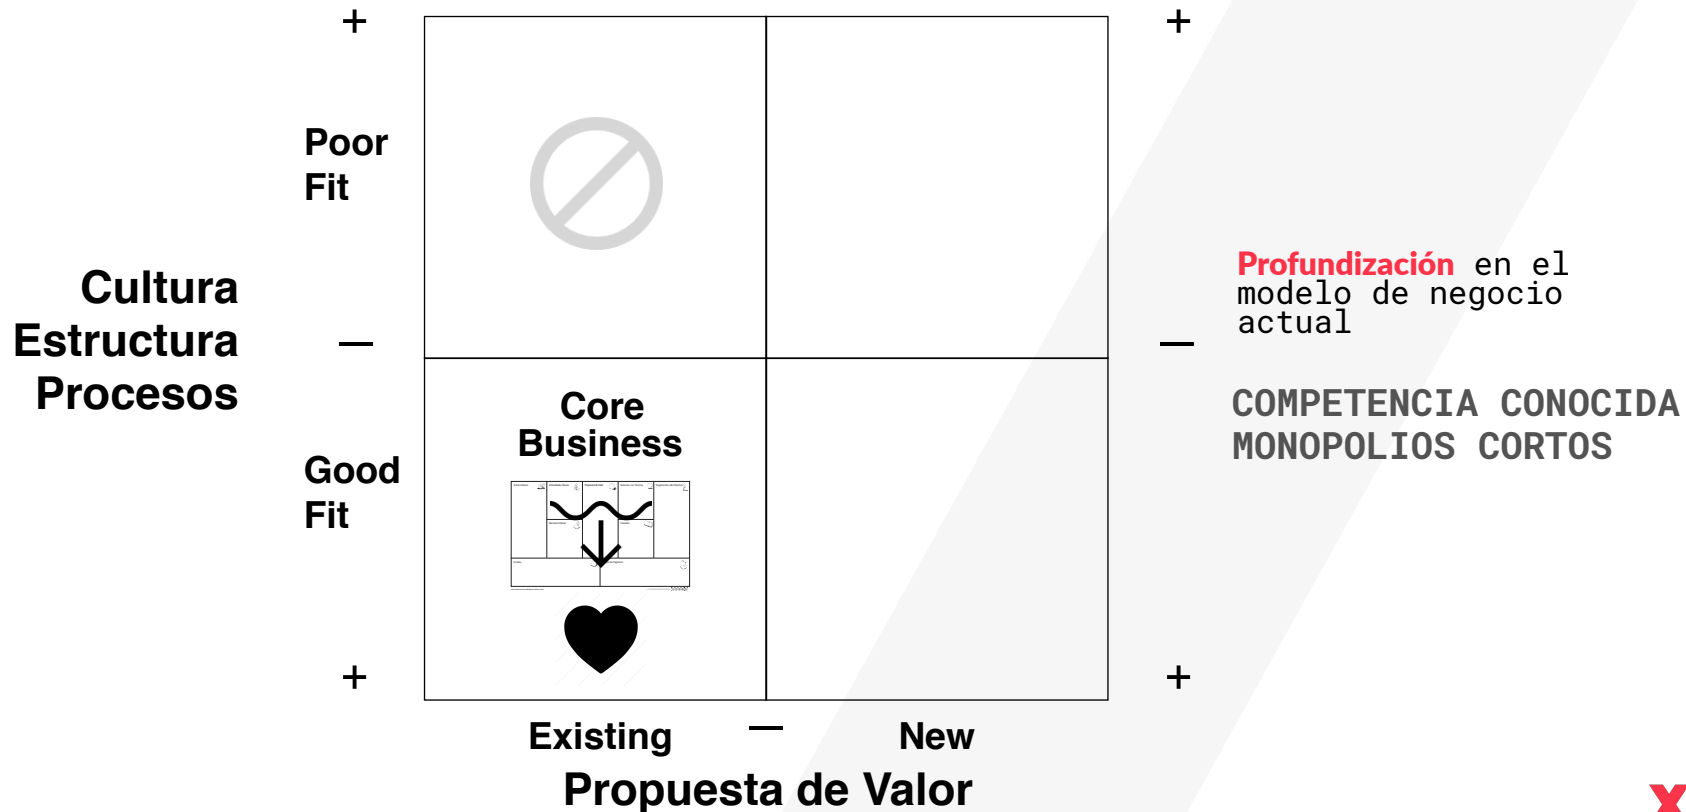 +
+
Poor
Fit
Cultura
Estructura
Procesos
—
—
Profundización en el
modelo de negocio
actual
COMPETENCIA CONOCIDA
MONOPOLIOS CORTOS
Core
Business
Good
Fit
+
+
Existing — New
Propuesta de Valor
X